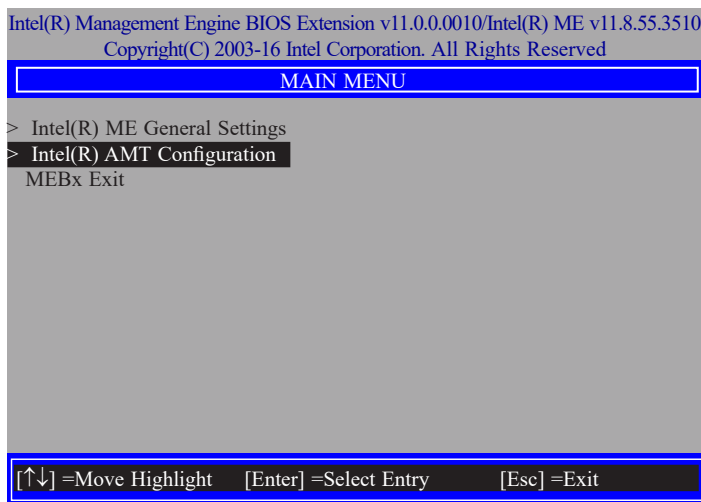 Intel(R) Management Engine BIOS Extension v11.0.0.0010/Intel(R) ME v11.8.55.3510
Copyright(C) 2003-16 Intel Corporation. All Rights Reserved
MAIN MENU
> Intel(R) ME General Settings
> Intel(R) AMT Configuration
MEBx Exit
[↑↓] =Move Highlight [Enter] =Select Entry [Esc] =Exit